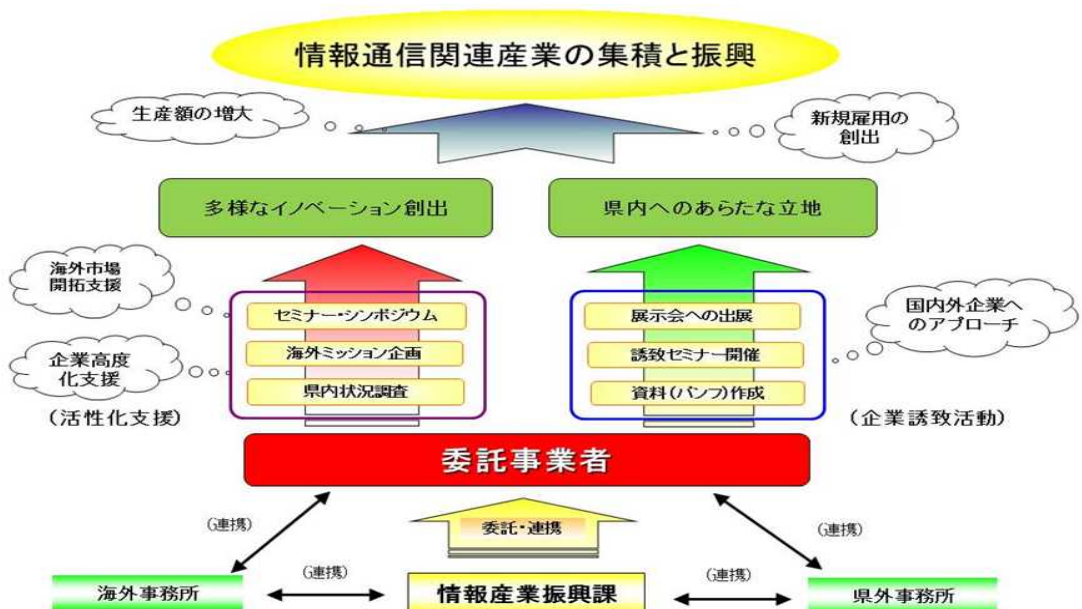 情報通信関連産業の集積と振興
生産額の増大
新規雇用の
創出
多様なイノベーション創出
県内へのあらたな立地
海外市場
開拓支援
セミナー・シンポジウム
展示会への出展
国内外企業へ
のアプローチ
企業高度
化支援
海外ミッション企画
誘致セミナー開催
県内状況調査
資料(パンフ)作成
(活性化支援)
(企業誘致活動)
委託事業者
(連携)
委託・連携
(連携)
海外事務所
(連携)
情報産業振興課
(連携)
県外事務所